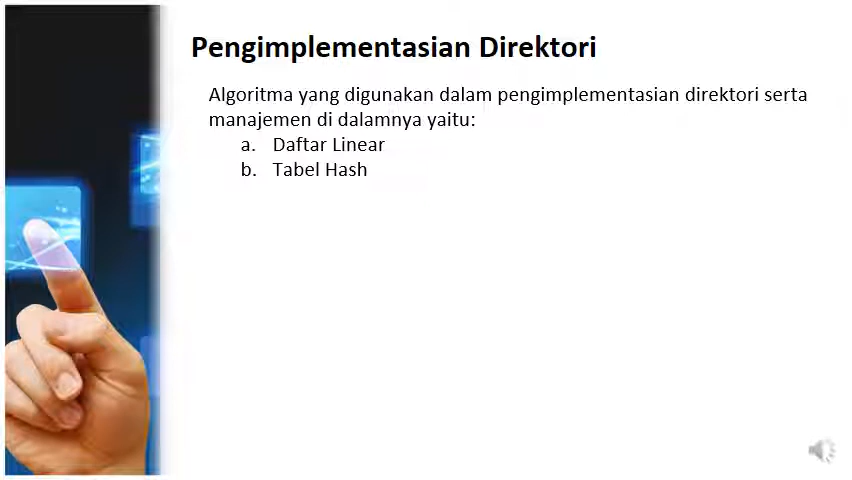 Pengimplementasian Direktori
Algoritma yang digunakan dalam pengimplementasian direktori serta
manajemen di dalamnya yaitu:
a. Daftar Linear
b. Tabel Hash